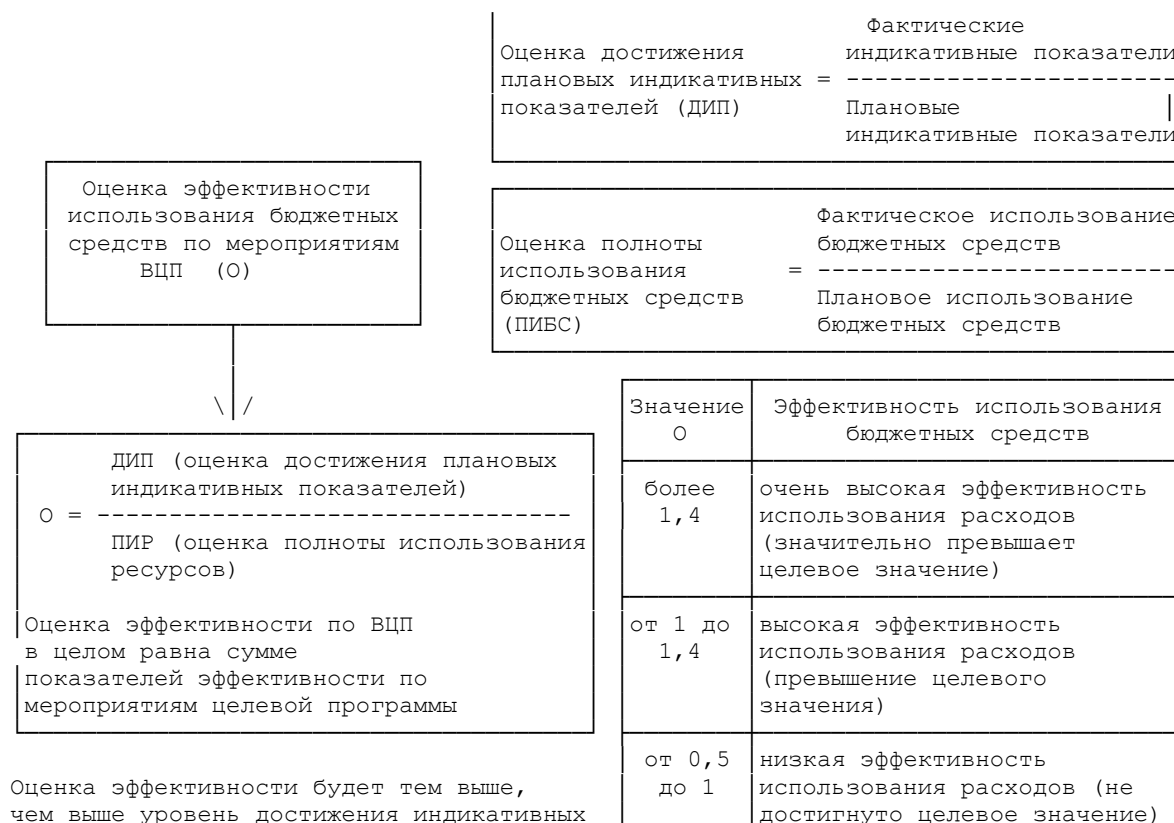 Фактические
Оценка достижения индикативные показатели
плановых индикативных = -----------------------
показателей (ДИП) Плановые |
индикативные показатели
Оценка эффективности
использования бюджетных
средств по мероприятиям
ВЦП (О)
Фактическое использование
Оценка полноты бюджетных средств
использования = -------------------------
бюджетных средств Плановое использование
(ПИБС) бюджетных средств
\|/
ДИП (оценка достижения плановых
индикативных показателей)
О = ---------------------------------
ПИР (оценка полноты использования
ресурсов)
Оценка эффективности по ВЦП
в целом равна сумме
показателей эффективности по
мероприятиям целевой программы
Оценка эффективности будет тем выше,
чем выше уровень достижения индикативных
Значение Эффективность использования
О бюджетных средств
более очень высокая эффективность
1,4 использования расходов
(значительно превышает
целевое значение)
от 1 до высокая эффективность
1,4 использования расходов
(превышение целевого
значения)
от 0,5 низкая эффективность
до 1 использования расходов (не
достигнуто целевое значение)